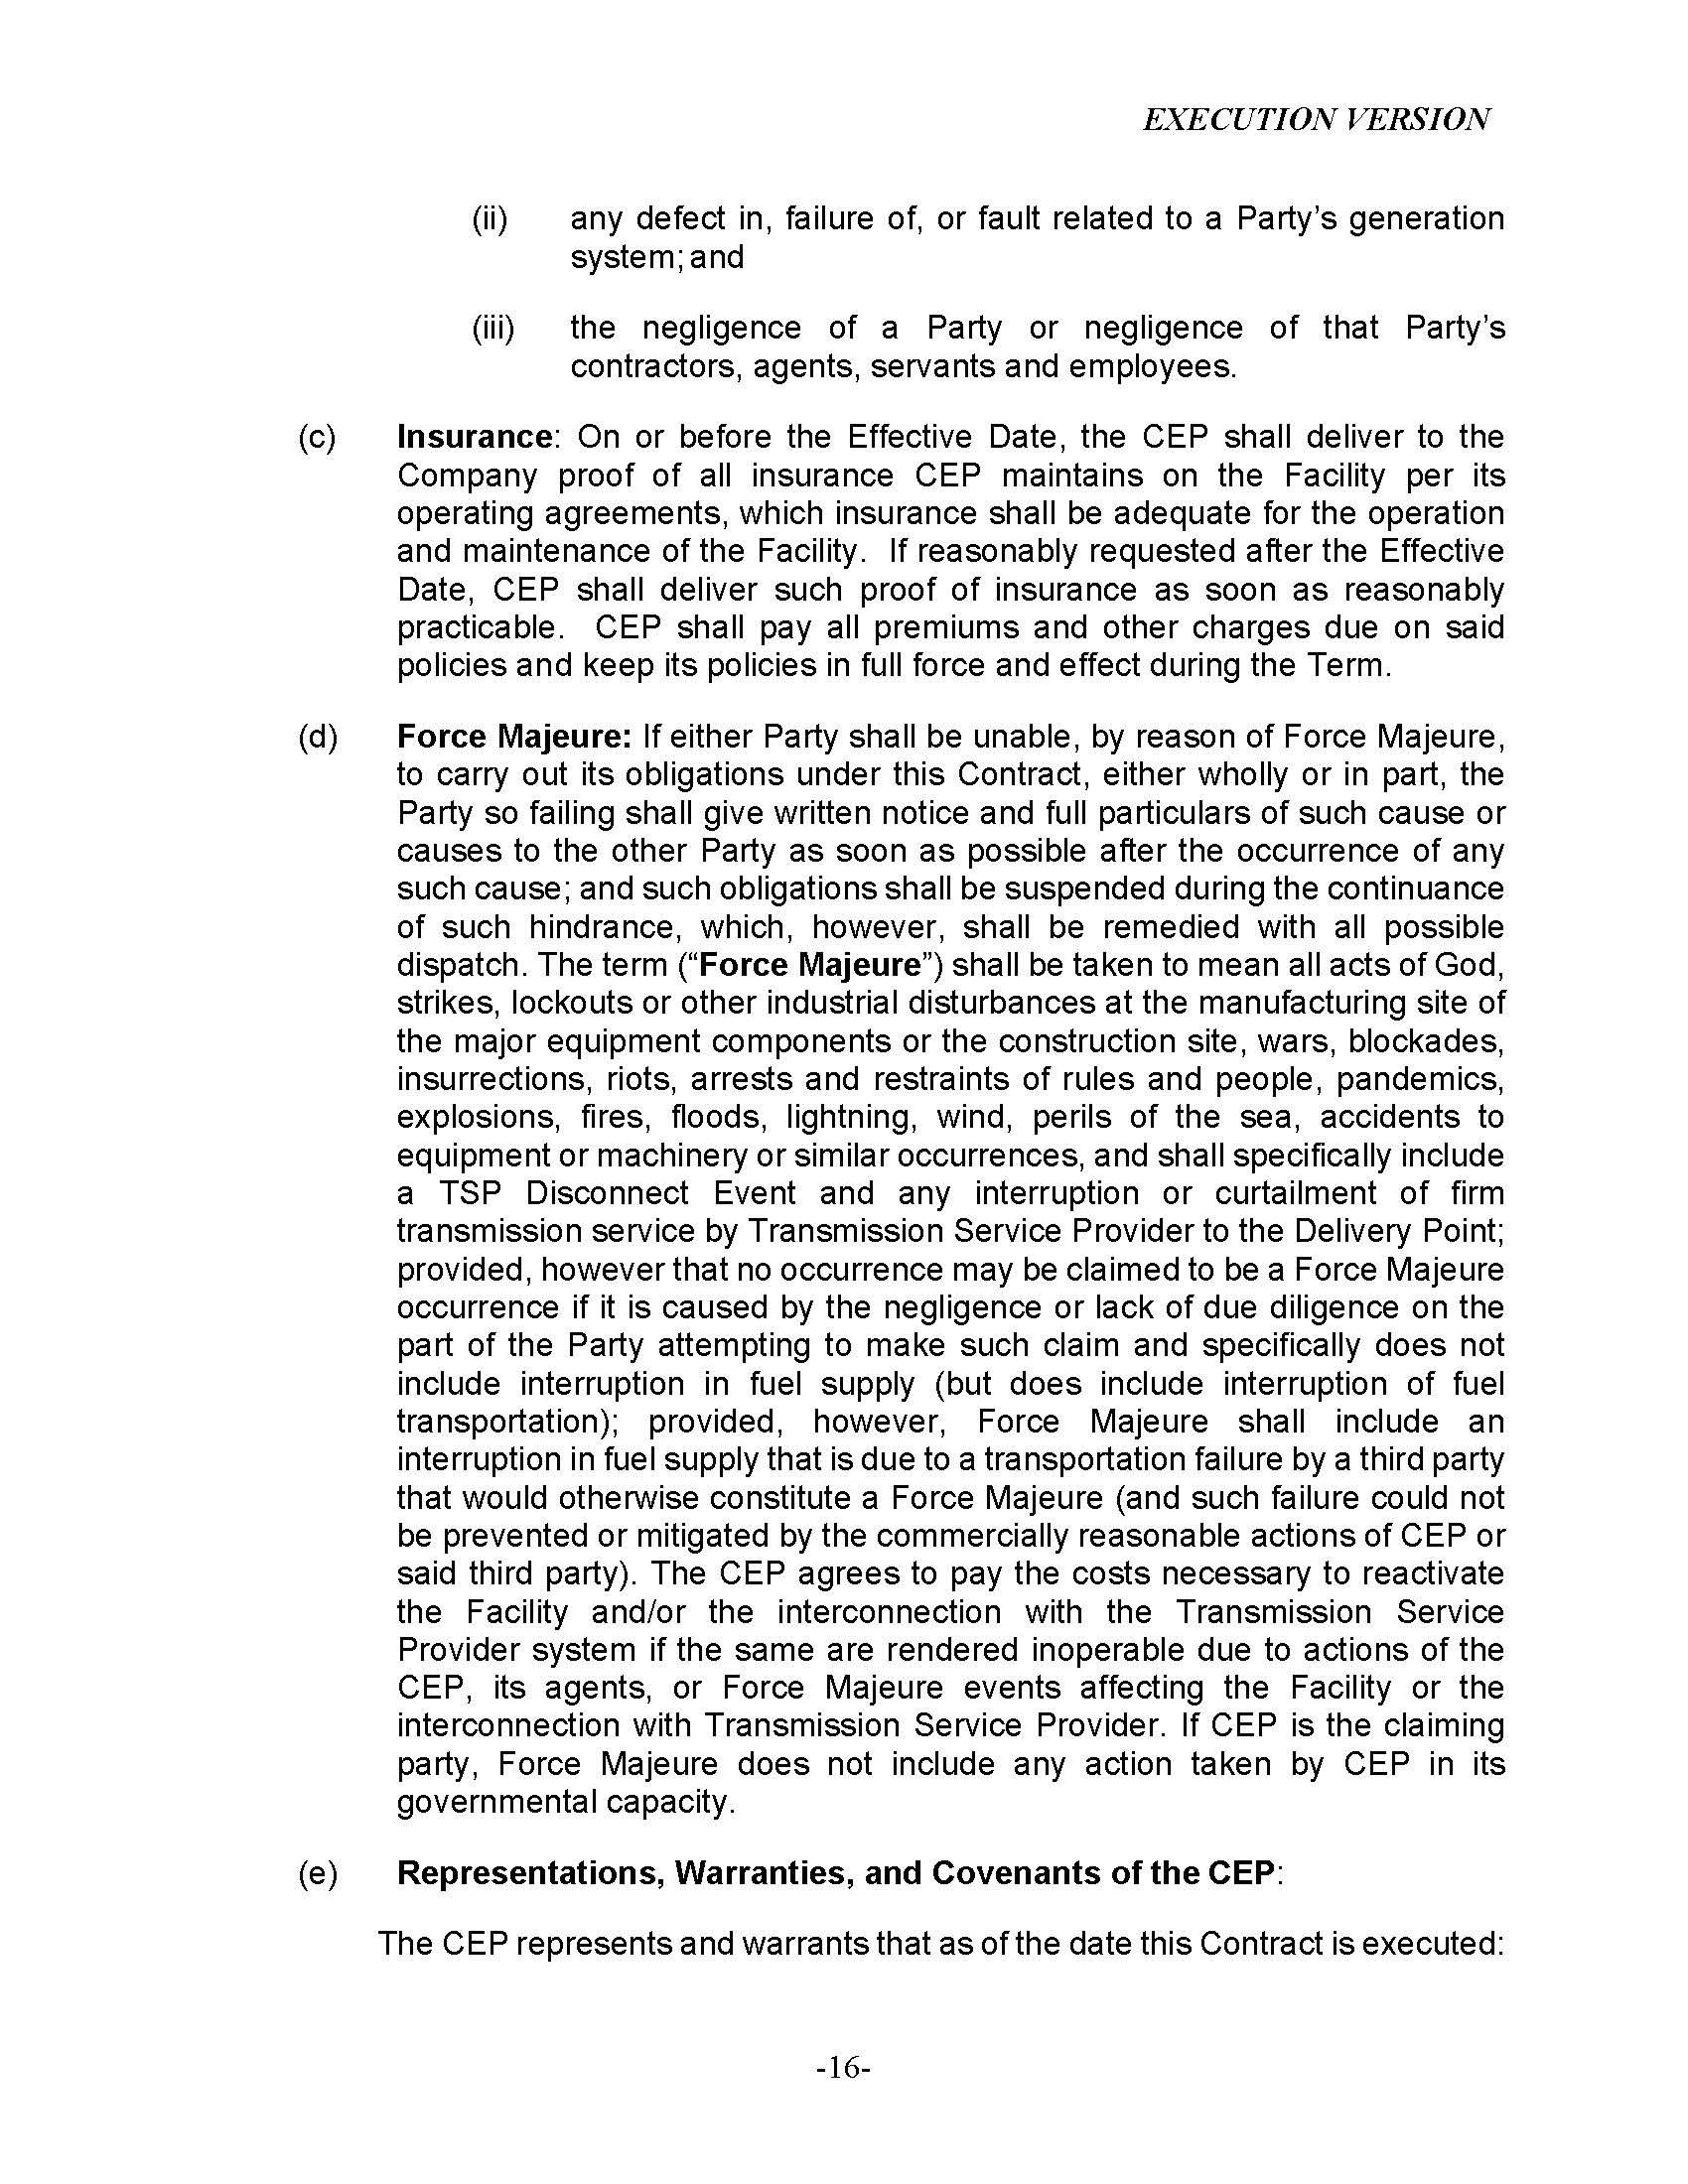 EXECUTION VERSION
(ii) any defect in, failure of, or fault related to a Party’s generation
system; and
(iii) the negligence of a Party or negligence of that Party’s
contractors, agents, servants and employees.
(c) Insurance: On or before the Effective Date, the CEP shall deliver to the
Company proof of all insurance CEP maintains on the Facility per its
operating agreements, which insurance shall be adequate for the operation
and maintenance of the Facility. If reasonably requested after the Effective
Date, CEP shall deliver such proof of insurance as soon as reasonably
practicable. CEP shall pay all premiums and other charges due on said
policies and keep its policies in full force and effect during the Term.
(d) Force Majeure: If either Party shall be unable, by reason of Force Majeure,
to carry out its obligations under this Contract, either wholly or in part, the
Party so failing shall give written notice and full particulars of such cause or
causes to the other Party as soon as possible after the occurrence of any
such cause; and such obligations shall be suspended during the continuance
of such hindrance, which, however, shall be remedied with all possible
dispatch. The term (“Force Majeure”) shall be taken to mean all acts of God,
strikes, lockouts or other industrial disturbances at the manufacturing site of
the major equipment components or the construction site, wars, blockades,
insurrections, riots, arrests and restraints of rules and people, pandemics,
explosions, fires, floods, lightning, wind, perils of the sea, accidents to
equipment or machinery or similar occurrences, and shall specifically include
a TSP Disconnect Event and any interruption or curtailment of firm
transmission service by Transmission Service Provider to the Delivery Point;
provided, however that no occurrence may be claimed to be a Force Majeure
occurrence if it is caused by the negligence or lack of due diligence on the
part of the Party attempting to make such claim and specifically does not
include interruption in fuel supply (but does include interruption of fuel
transportation); provided, however, Force Majeure shall include an
interruption in fuel supply that is due to a transportation failure by a third party
that would otherwise constitute a Force Majeure (and such failure could not
be prevented or mitigated by the commercially reasonable actions of CEP or
said third party). The CEP agrees to pay the costs necessary to reactivate
the Facility and/or the interconnection with the Transmission Service
Provider system if the same are rendered inoperable due to actions of the
CEP, its agents, or Force Majeure events affecting the Facility or the
interconnection with Transmission Service Provider. If CEP is the claiming
party, Force Majeure does not include any action taken by CEP in its
governmental capacity.
(e) Representations, Warranties, and Covenants of the CEP:
The CEP represents and warrants that as of the date this Contract is executed:
-16-